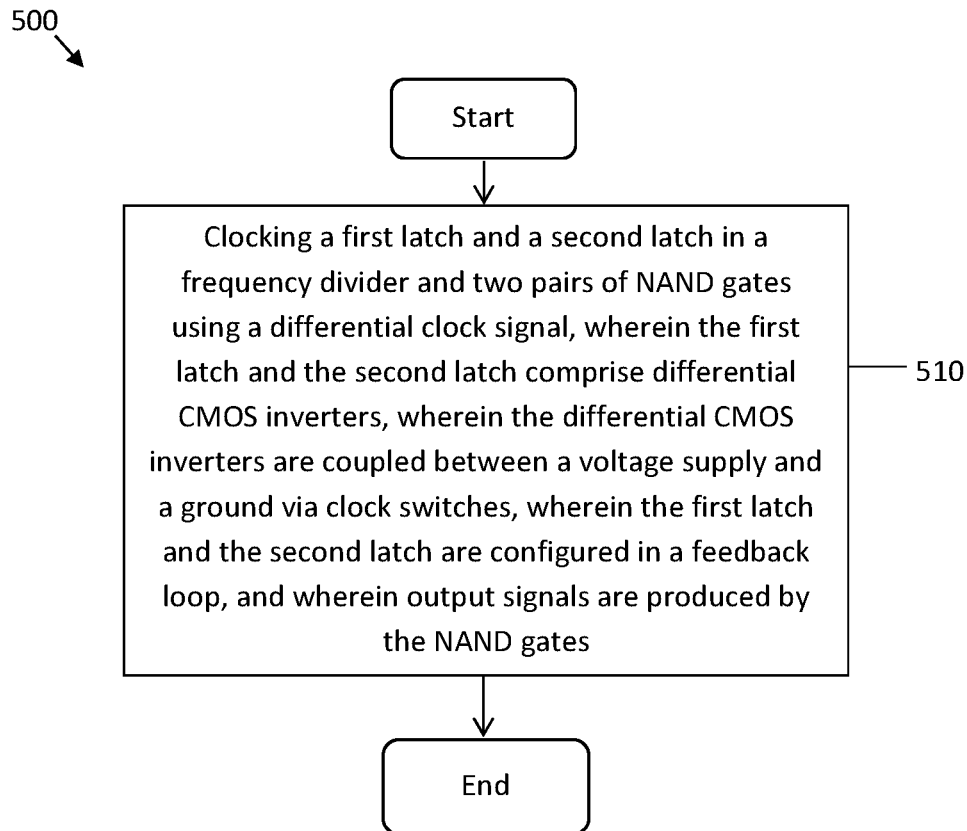 500
Start
Clocking a first latch and a second latch in a
frequency divider and two pairs of NAND gates
using a differential clock signal, wherein the first
latch and the second latch comprise differential
CMOS inverters, wherein the differential CMOS
inverters are coupled between a voltage supply and
a ground via clock switches, wherein the first latch
and the second latch are configured in a feedback
loop, and wherein output signals are produced by
the NAND gates
510
End